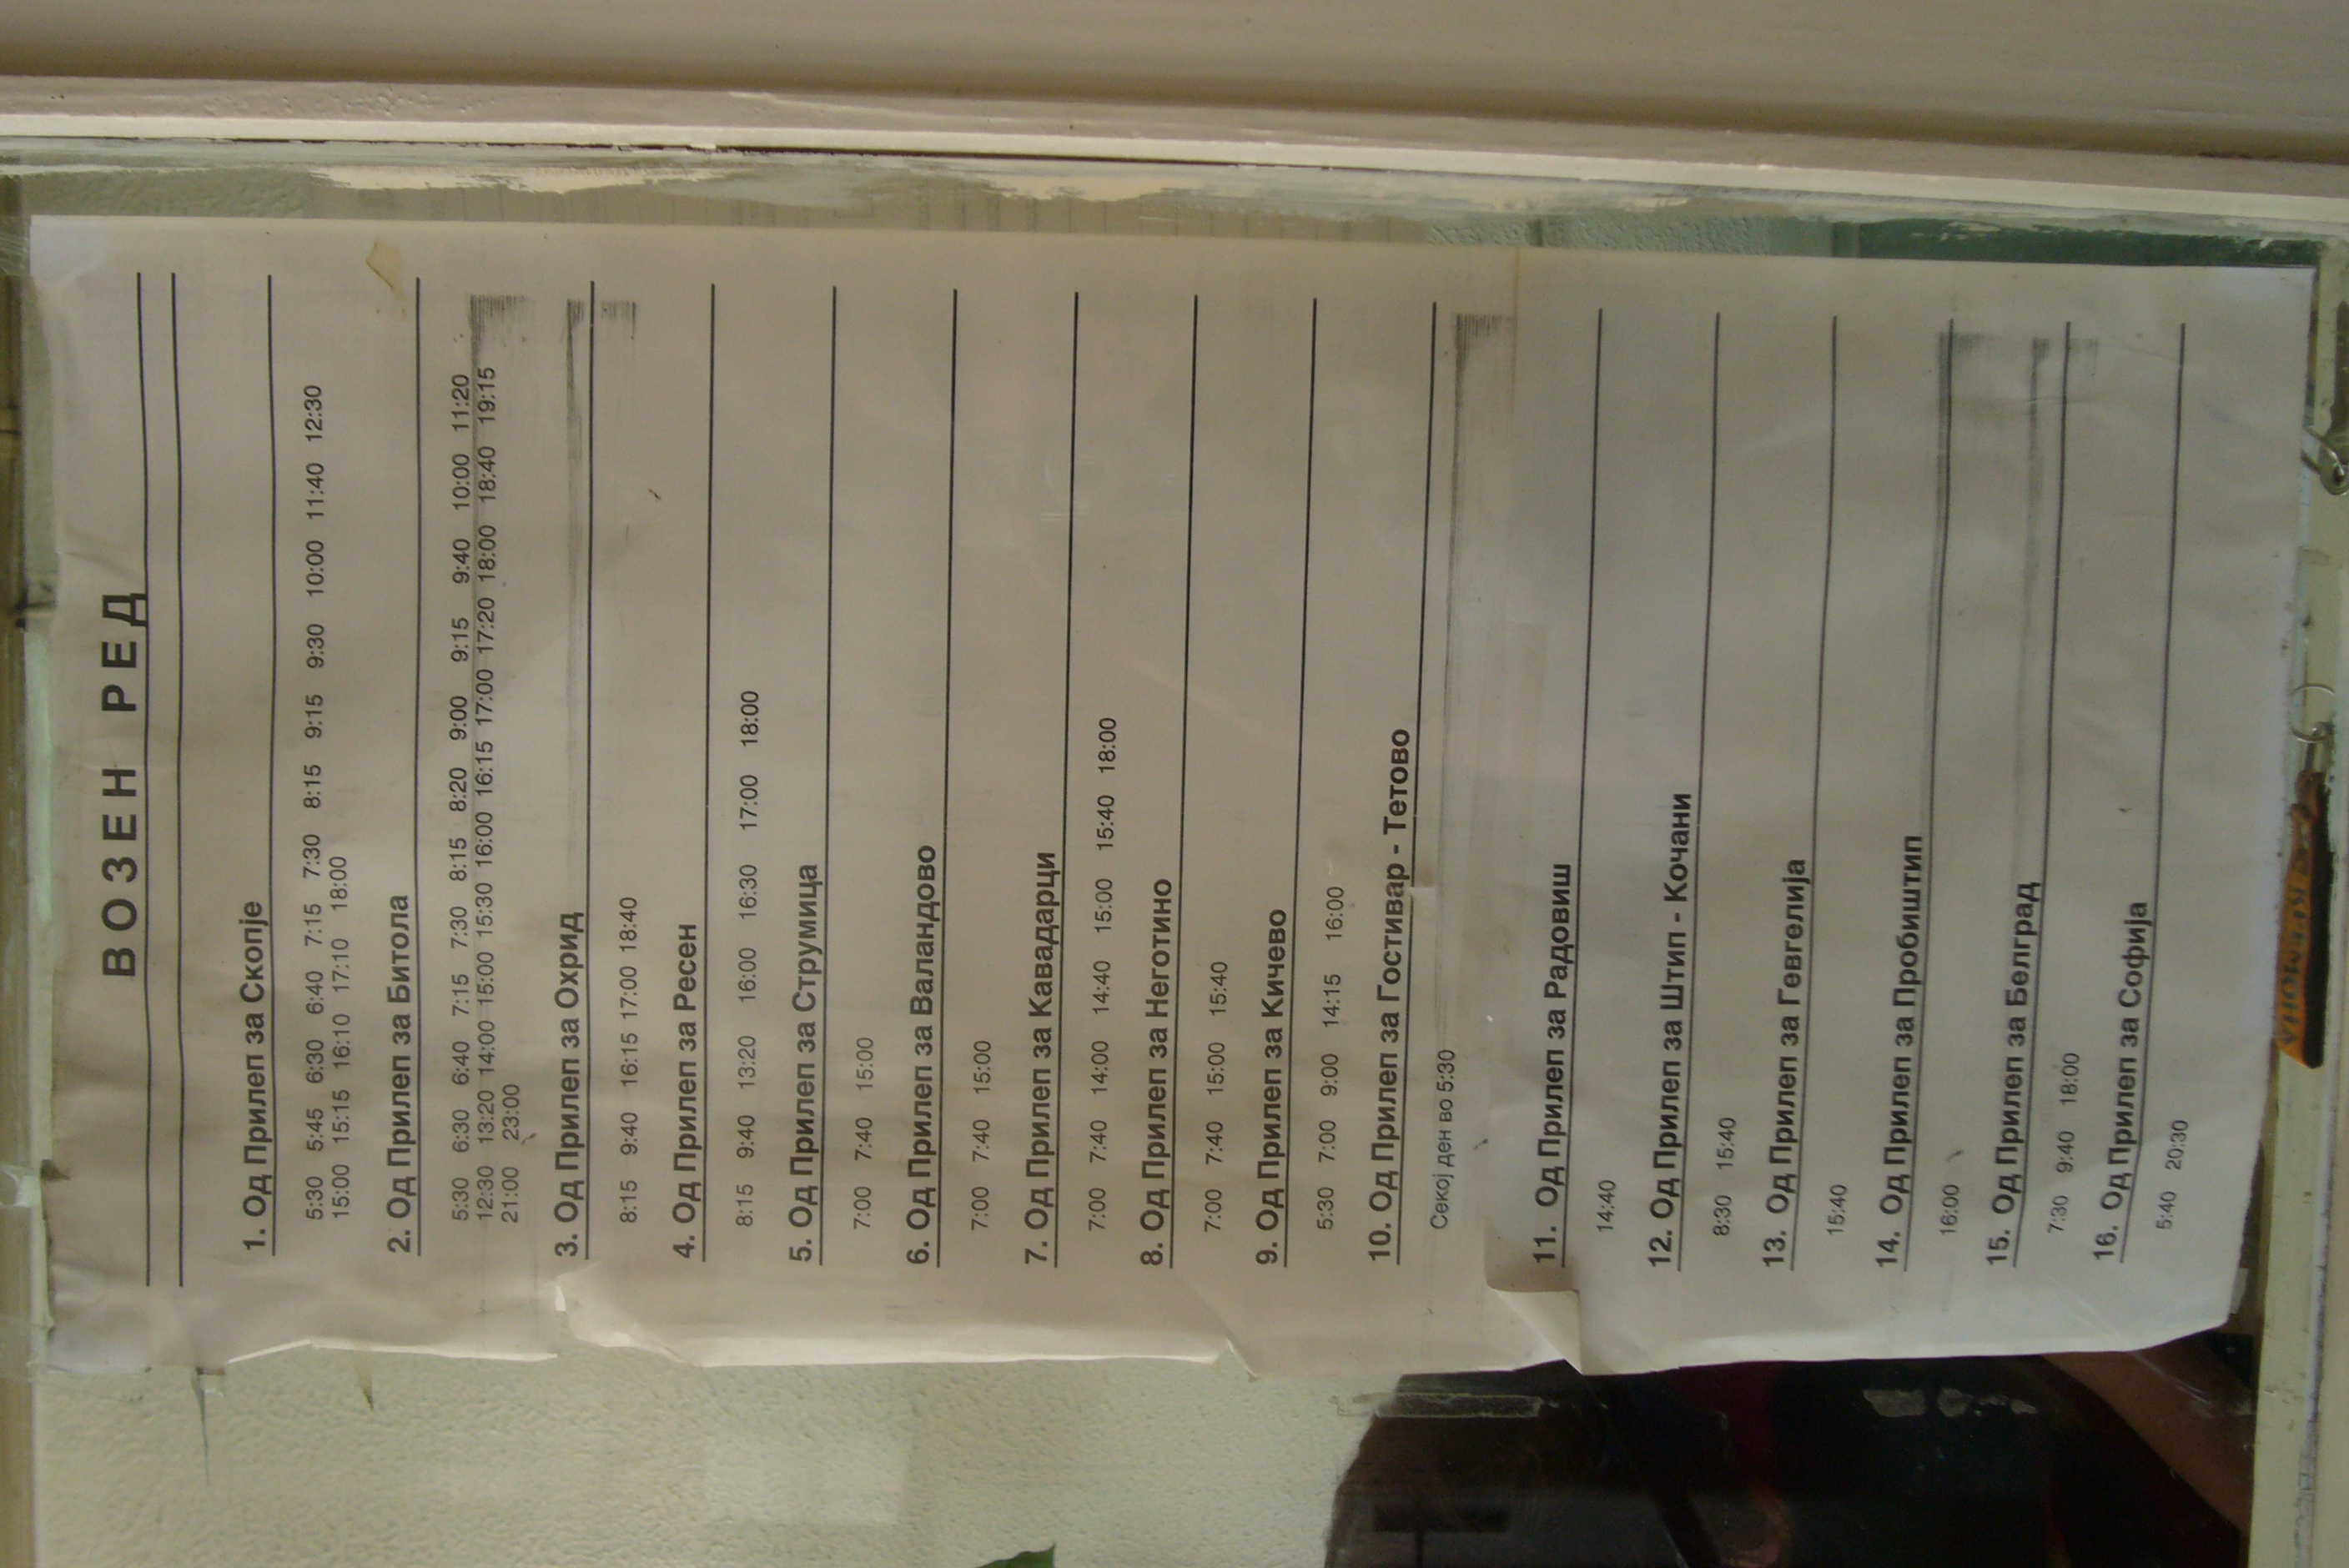 ВОЗЕН РЕД
1. Од Прилеп за Скопје
5:30 5:45 6:30 6:40 7:15 7:30 8:15 9:15 9:30 10:00 11:40 12:30
15:00 15:15 16:10 17:10 18:00
2. Од Прилеп за Битола
5:30 6:30 6:40 7:15 7:30 8:15 8:20 9:00 9:15 9:40 10:00 11:20
12:30 13:20 14:00 15:00 15:30 16:00 16:15 17:00 17:20 18:00 18:40 19:15
21:00 23:00
3. Од Прилеп за Охрид
8:15 9:40 16:15 17:00 18:40
4. Од Прилеп за Ресен
8:15 9:40 13:20 16:00 16:30 17:00 18:00
5. Од Прилеп за Струмица
7:00 7:40 15:00
6. Од Прилеп за Валандово
7:00 7:40 15:00
7. Од Прилеп за Кавадарци
7:00 7:40 14:00 14:40 15:00 15:40 18:00
8. Од Прилеп за Неготино
7:00 7:40 15:00 15:40
9. Од Прилеп за Кичево
5:30 7:00 9:00 14:15 16:00
10. Од Прилеп за Гостивар - Тетово
Секој ден во 5:30
11. Од Прилеп за Радовиш
14:40
12. Од Прилеп за Штип - Кочани
8:30 15:40
13. Од Прилеп за Гевгелија
15:40
14. Од Прилеп за Пробиштип
16:00
15. Од Прилеп за Белград
7:30 9:40 18:00
16. Од Прилеп за Софија
5:40 20:30